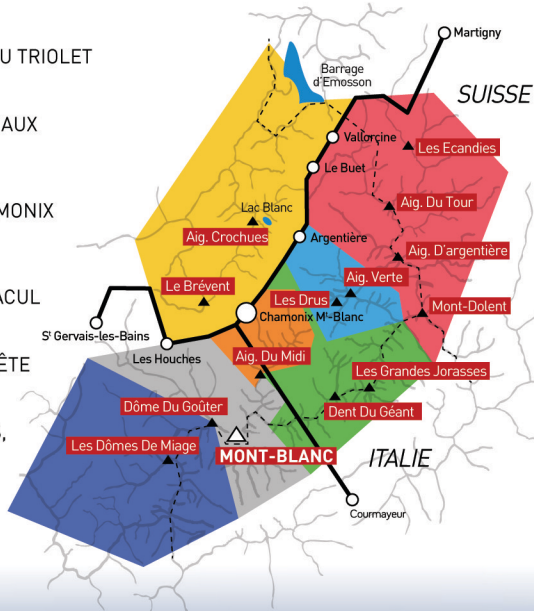 Martigny
U TRIOLET
Barrage
d'Emosson
SUISSE
AUX
Vallorcine
Les Ecandies
Le Buet
MONIX
Lac Blanc
Aig. Du Tour
Aig. Crochues
Argentière
Aig. D'argentière
Aig. Verte
Le Brévent
ACUL
Les Drus
Mont-Dolent
Chamonix Mt-Blanc
St Gervais-les-Bains
Les Houches
Aig. Du Midi
ÊTE
Les Grandes Jorasses
Dôme Du Goûter
Dent Du Géant
S,
Les Dômes De Miage
MONT-BLANC
ITALIE
Courmayeur